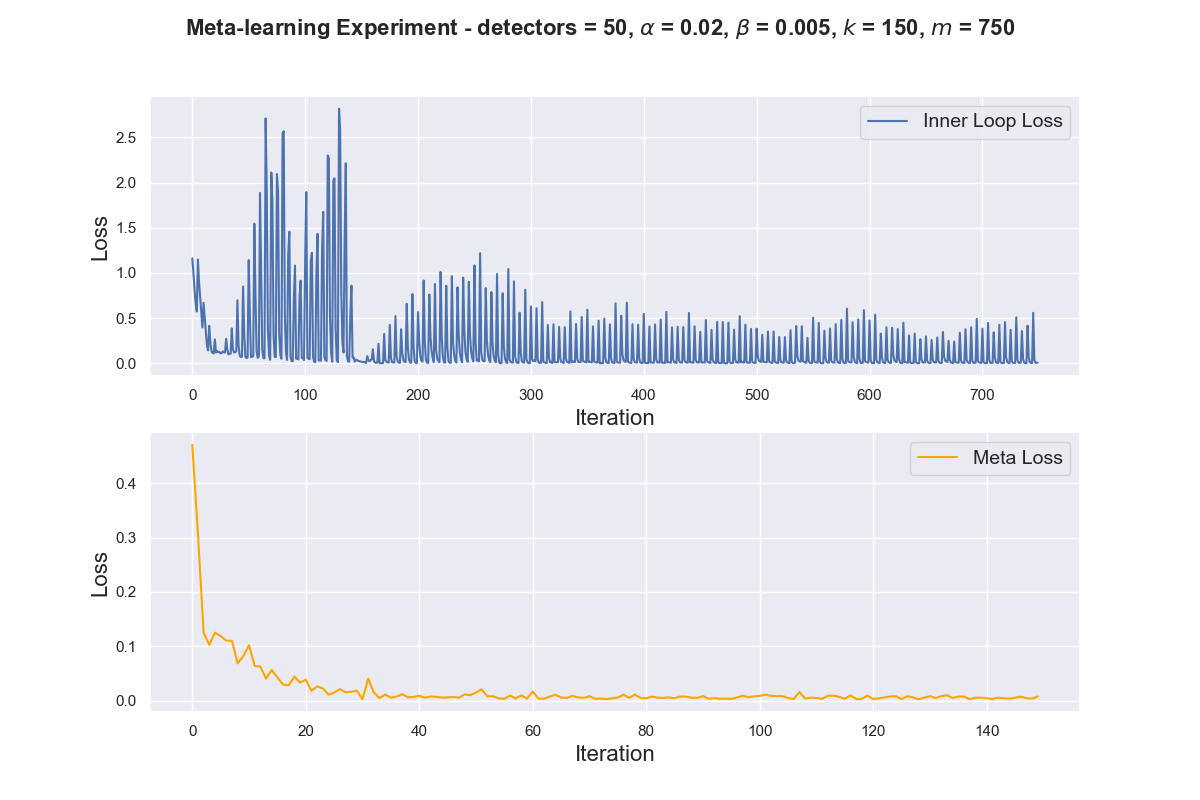 Meta-learning Experiment - detectors = 50, α = 0.02, β = 0.005, k = 150, m = 750
Inner Loop Loss
Loss
2.5
2.0
1.5
1.0
0.5
0.0
0 100 200 300 400 500 600 700
Iteration
Meta Loss
Loss
0.4
0.3
0.2
0.1
0.0
0 20 40 60 80 100 120 140
Iteration